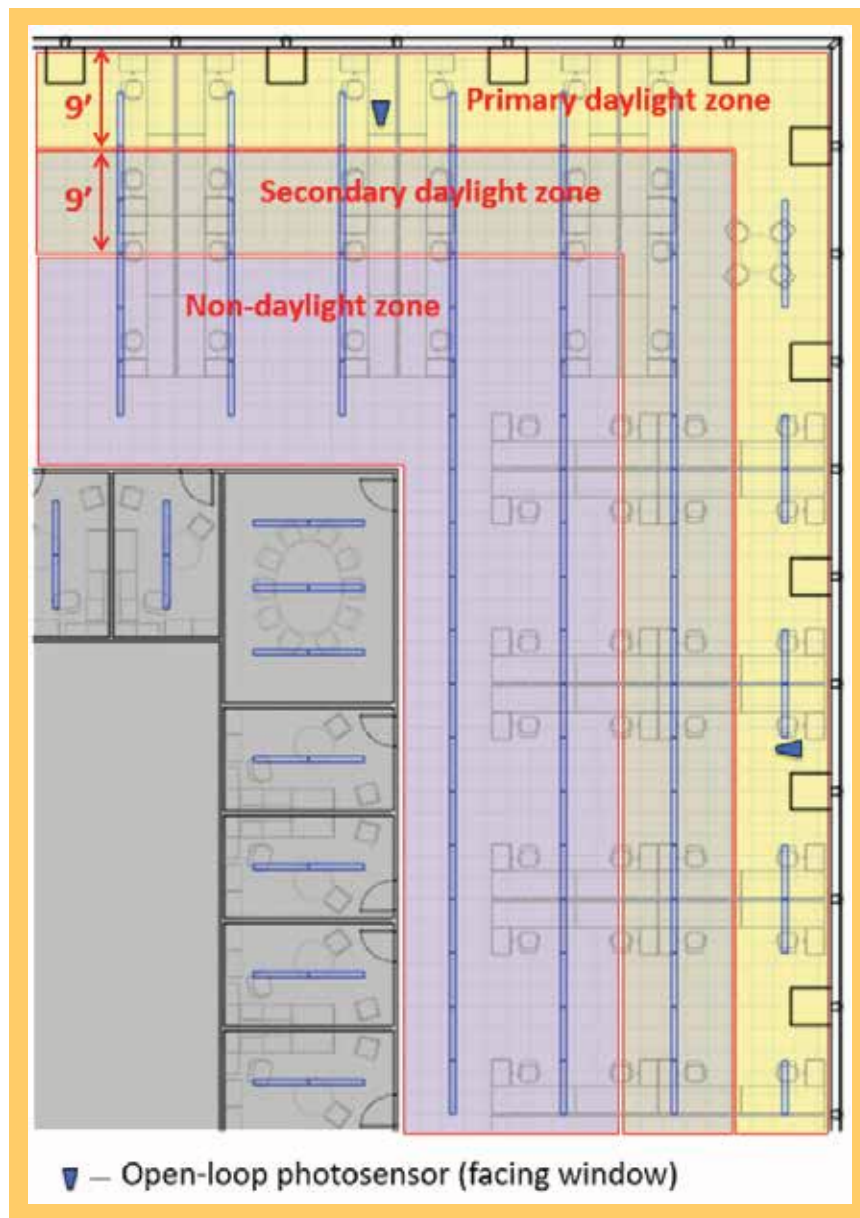 9’
Primary daylight zone
9’
Secondary daylight zone
Non-daylight zone
— Open-loop photosensor (facing window)